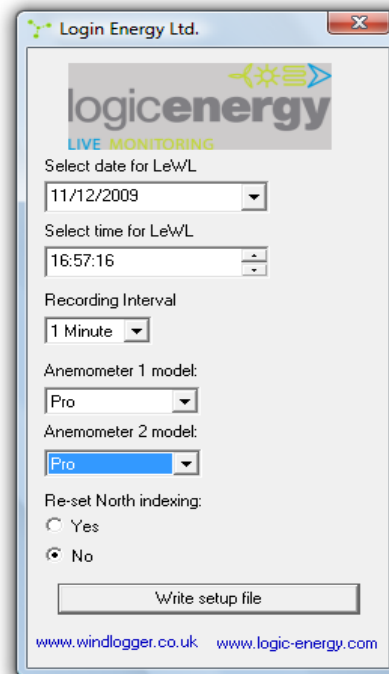 Login Energy Ltd.
logicenergy
LIVE MONITORING
Select date for LeWL
11/12/2009
Select time for LeWL
16:57:16
Recording Interval
1 Minute
Anemometer 1 model:
Pro
Anemometer 2 model:
Pro
Re-set North indexing:
Yes
No
Write setup file
www.windlogger.co.uk www.logic-energy.com